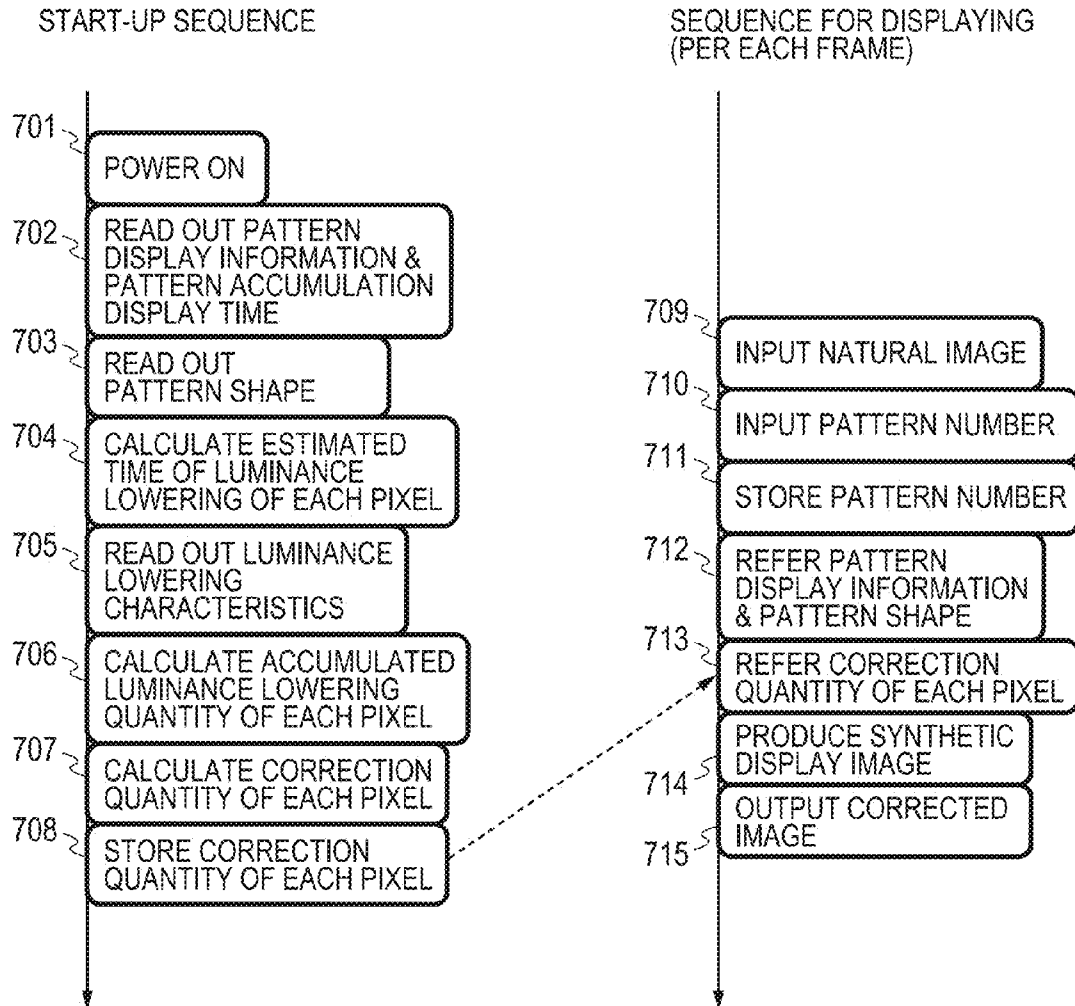 START-UP SEQUENCE
701
POWER ON
702
READ OUT PATTERN
DISPLAY INFORMATION &
PATTERN ACCUMULATION
DISPLAY TIME
703
READ OUT
PATTERN SHAPE
704
CALCULATE ESTIMATED
TIME OF LUMINANCE
LOWERING OF EACH PIXEL
705
READ OUT LUMINANCE
LOWERING
CHARACTERISTICS
706
CALCULATE ACCUMULATED
LUMINANCE LOWERING
QUANTITY OF EACH PIXEL
707
CALCULATE CORRECTION
QUANTITY OF EACH PIXEL
708
STORE CORRECTION
QUANTITY OF EACH PIXEL
SEQUENCE FOR DISPLAYING
(PER EACH FRAME)
709
INPUT NATURAL IMAGE
710
INPUT PATTERN NUMBER
711
STORE PATTERN NUMBER
712
REFER PATTERN
DISPLAY INFORMATION
& PATTERN SHAPE
713
REFER CORRECTION
QUANTITY OF EACH PIXEL
714
PRODUCE SYNTHETIC
DISPLAY IMAGE
715
OUTPUT CORRECTED
IMAGE